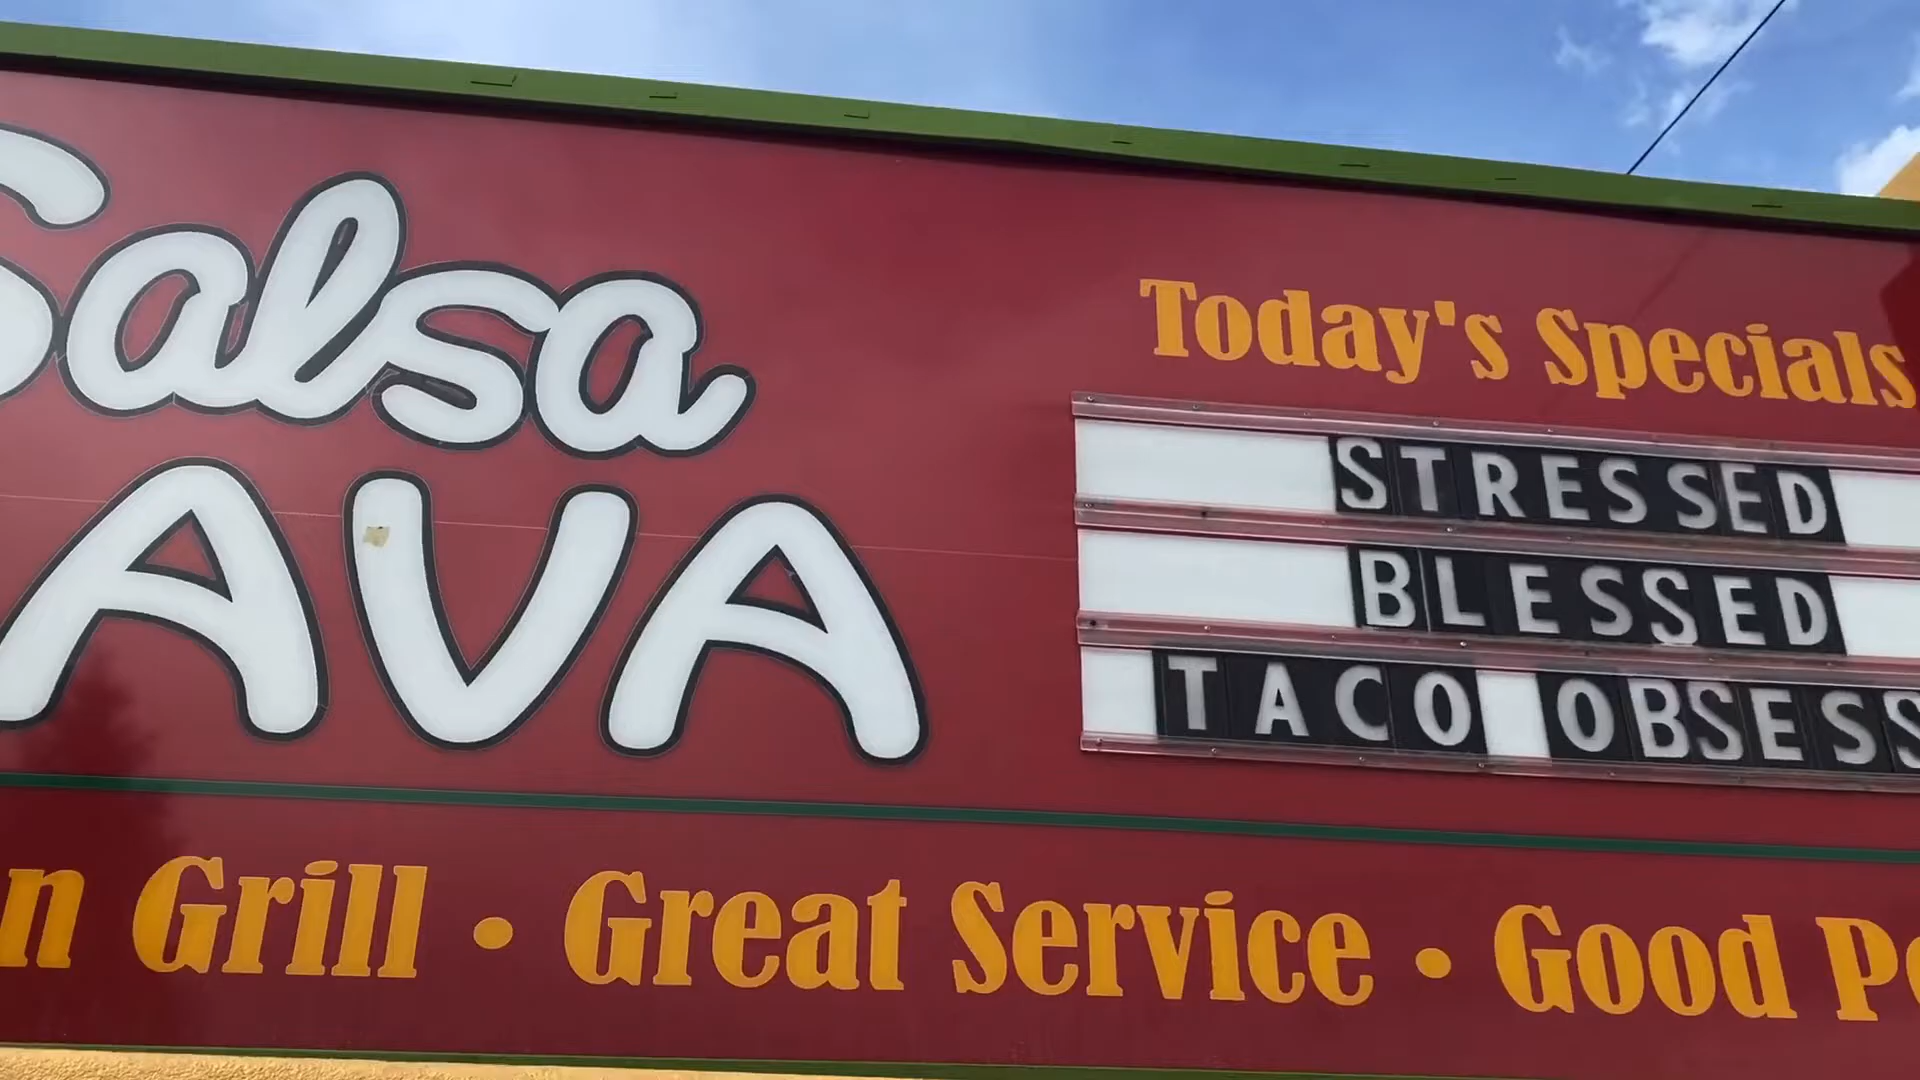 Salsa
AVA
Today's Specials
STRESSED
BLESSED
TACO OBSESS
n Grill • Great Service • Good